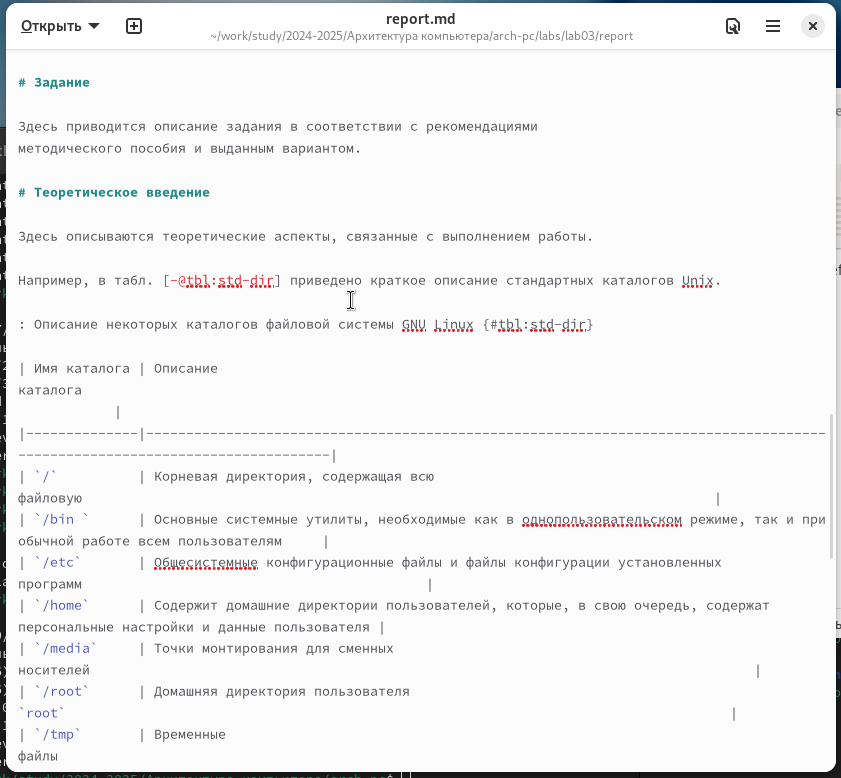 Открыть
report.md
~/work/study/2024-2025/Архитектура компьютера/arch-pc/labs/lab03/report
# Задание
Здесь приводится описание задания в соответствии с рекомендациями
методического пособия и выданным вариантом.
# Теоретическое введение
Здесь описываются теоретические аспекты, связанные с выполнением работы.
Например, в табл. [-@tbl:std-dir] приведено краткое описание стандартных каталогов Unix.
: Описание некоторых каталогов файловой системы GNU Linux {#tbl:std-dir}
| Имя каталога | Описание
каталога
|
|--------------|-------------------------------------------------------------------------------------
---------------------------------------|
| `/` | Корневая директория, содержащая всю
файловую |
| `/bin ` | Основные системные утилиты, необходимые как в однопользовательском режиме, так и при
обычной работе всем пользователям |
| `/etc` | Общесистемные конфигурационные файлы и файлы конфигурации установленных
программ |
| `/home` | Содержит домашние директории пользователей, которые, в свою очередь, содержат
персональные настройки и данные пользователя |
| `/media` | Точки монтирования для сменных
носителей |
| `/root` | Домашняя директория пользователя
`root` |
| `/tmp` | Временные
файлы